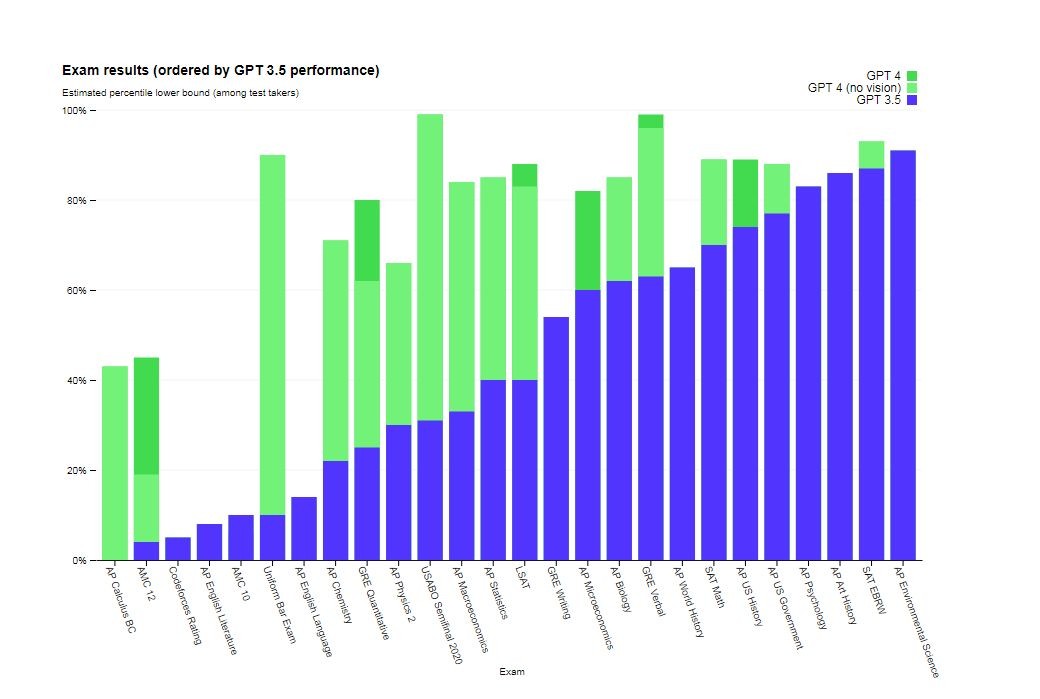 Exam results (ordered by GPT 3.5 performance)
Estimated percentile lower bound (among test takers)
GPT 4
GPT 4 (no vision)
GPT 3.5
100%
80%
60%
40%
20%
0%
AP Calculus BC
AMC 12
Codeforces Rating
AP English Literature
AMC 10
Uniform Bar Exam
AP English Language
AP Chemistry
GRE Quantitative
AP Physics 2
USABO Semifinal 2020
AP Macroeconomics
AP Statistics
LSAT
GRE Writing
AP Microeconomics
AP Biology
GRE Verbal
AP World History
SAT Math
AP US History
AP US Government
AP Psychology
AP Art History
SAT EBRW
AP Environmental Science
Exam